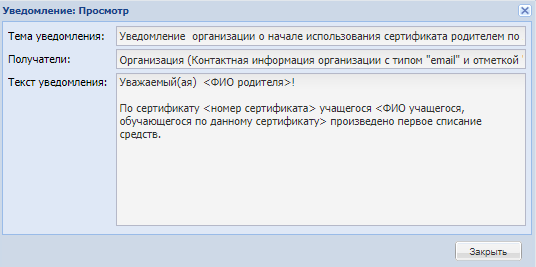 Уведомление: Просмотр
Тема уведомления: Уведомление организации о начале использования сертификата родителем по
Получатели: Организация (Контактная информация организации с типом "email" и отметкой
Текст уведомления: Уважаемый(ая) <ФИО родителя>!
По сертификату <номер сертификата> учащегося <ФИО учащегося,
обучающегося по данному сертификату> произведено первое списание
средств.
Закрыть